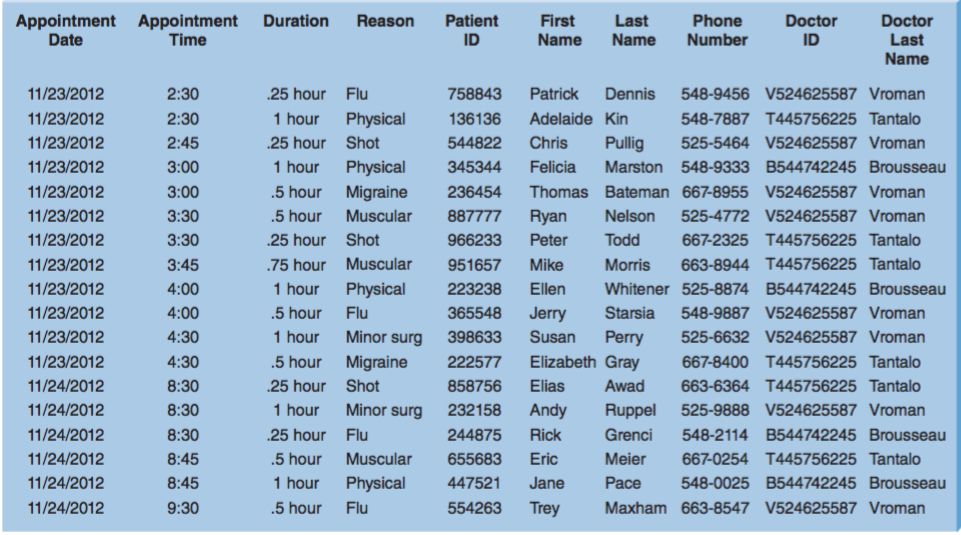 Appointment Appointment Duration Reason Patient First Last Phone Doctor Doctor
Date Time ID Name Name Number ID Last
Name
11/23/2012 2:30 .25 hour Flu 758843 Patrick Dennis 548-9456 V524625587 Vroman
11/23/2012 2:30 1 hour Physical 136136 Adelaide Kin 548-7887 T445756225 Tantalo
11/23/2012 2:45 .25 hour Shot 544822 Chris Pullig 525-5464 V524625587 Vroman
11/23/2012 3:00 1 hour Physical 345344 Felicia Marston 548-9333 B544742245 Brousseau
11/23/2012 3:00 .5 hour Migraine 236454 Thomas Bateman 667-8955 V524625587 Vroman
11/23/2012 3:30 .5 hour Muscular 887777 Ryan Nelson 525-4772 V524625587 Vroman
11/23/2012 3:30 .25 hour Shot 966233 Peter Todd 667-2325 T445756225 Tantalo
11/23/2012 3:45 .75 hour Muscular 951657 Mike Morris 663-8944 T445756225 Tantalo
11/23/2012 4:00 1 hour Physical 223238 Ellen Whitener 525-8874 B544742245 Brousseau
11/23/2012 4:00 .5 hour Flu 365548 Jerry Starsia 548-9887 V524625587 Vroman
11/23/2012 4:30 1 hour Minor surg 398633 Susan Perry 525-6632 V524625587 Vroman
11/23/2012 4:30 .5 hour Migraine 222577 Elizabeth Gray 667-8400 T445756225 Tantalo
11/24/2012 8:30 .25 hour Shot 858756 Elias Awad 663-6364 T445756225 Tantalo
11/24/2012 8:30 1 hour Minor surg 232158 Andy Ruppel 525-9888 V524625587 Vroman
11/24/2012 8:30 .25 hour Flu 244875 Rick Grenci 548-2114 B544742245 Brousseau
11/24/2012 8:45 .5 hour Muscular 655683 Eric Meier 667-0254 T445756225 Tantalo
11/24/2012 8:45 1 hour Physical 447521 Jane Pace 548-0025 B544742245 Brousseau
11/24/2012 9:30 .5 hour Flu 554263 Trey Maxham 663-8547 V524625587 Vroman